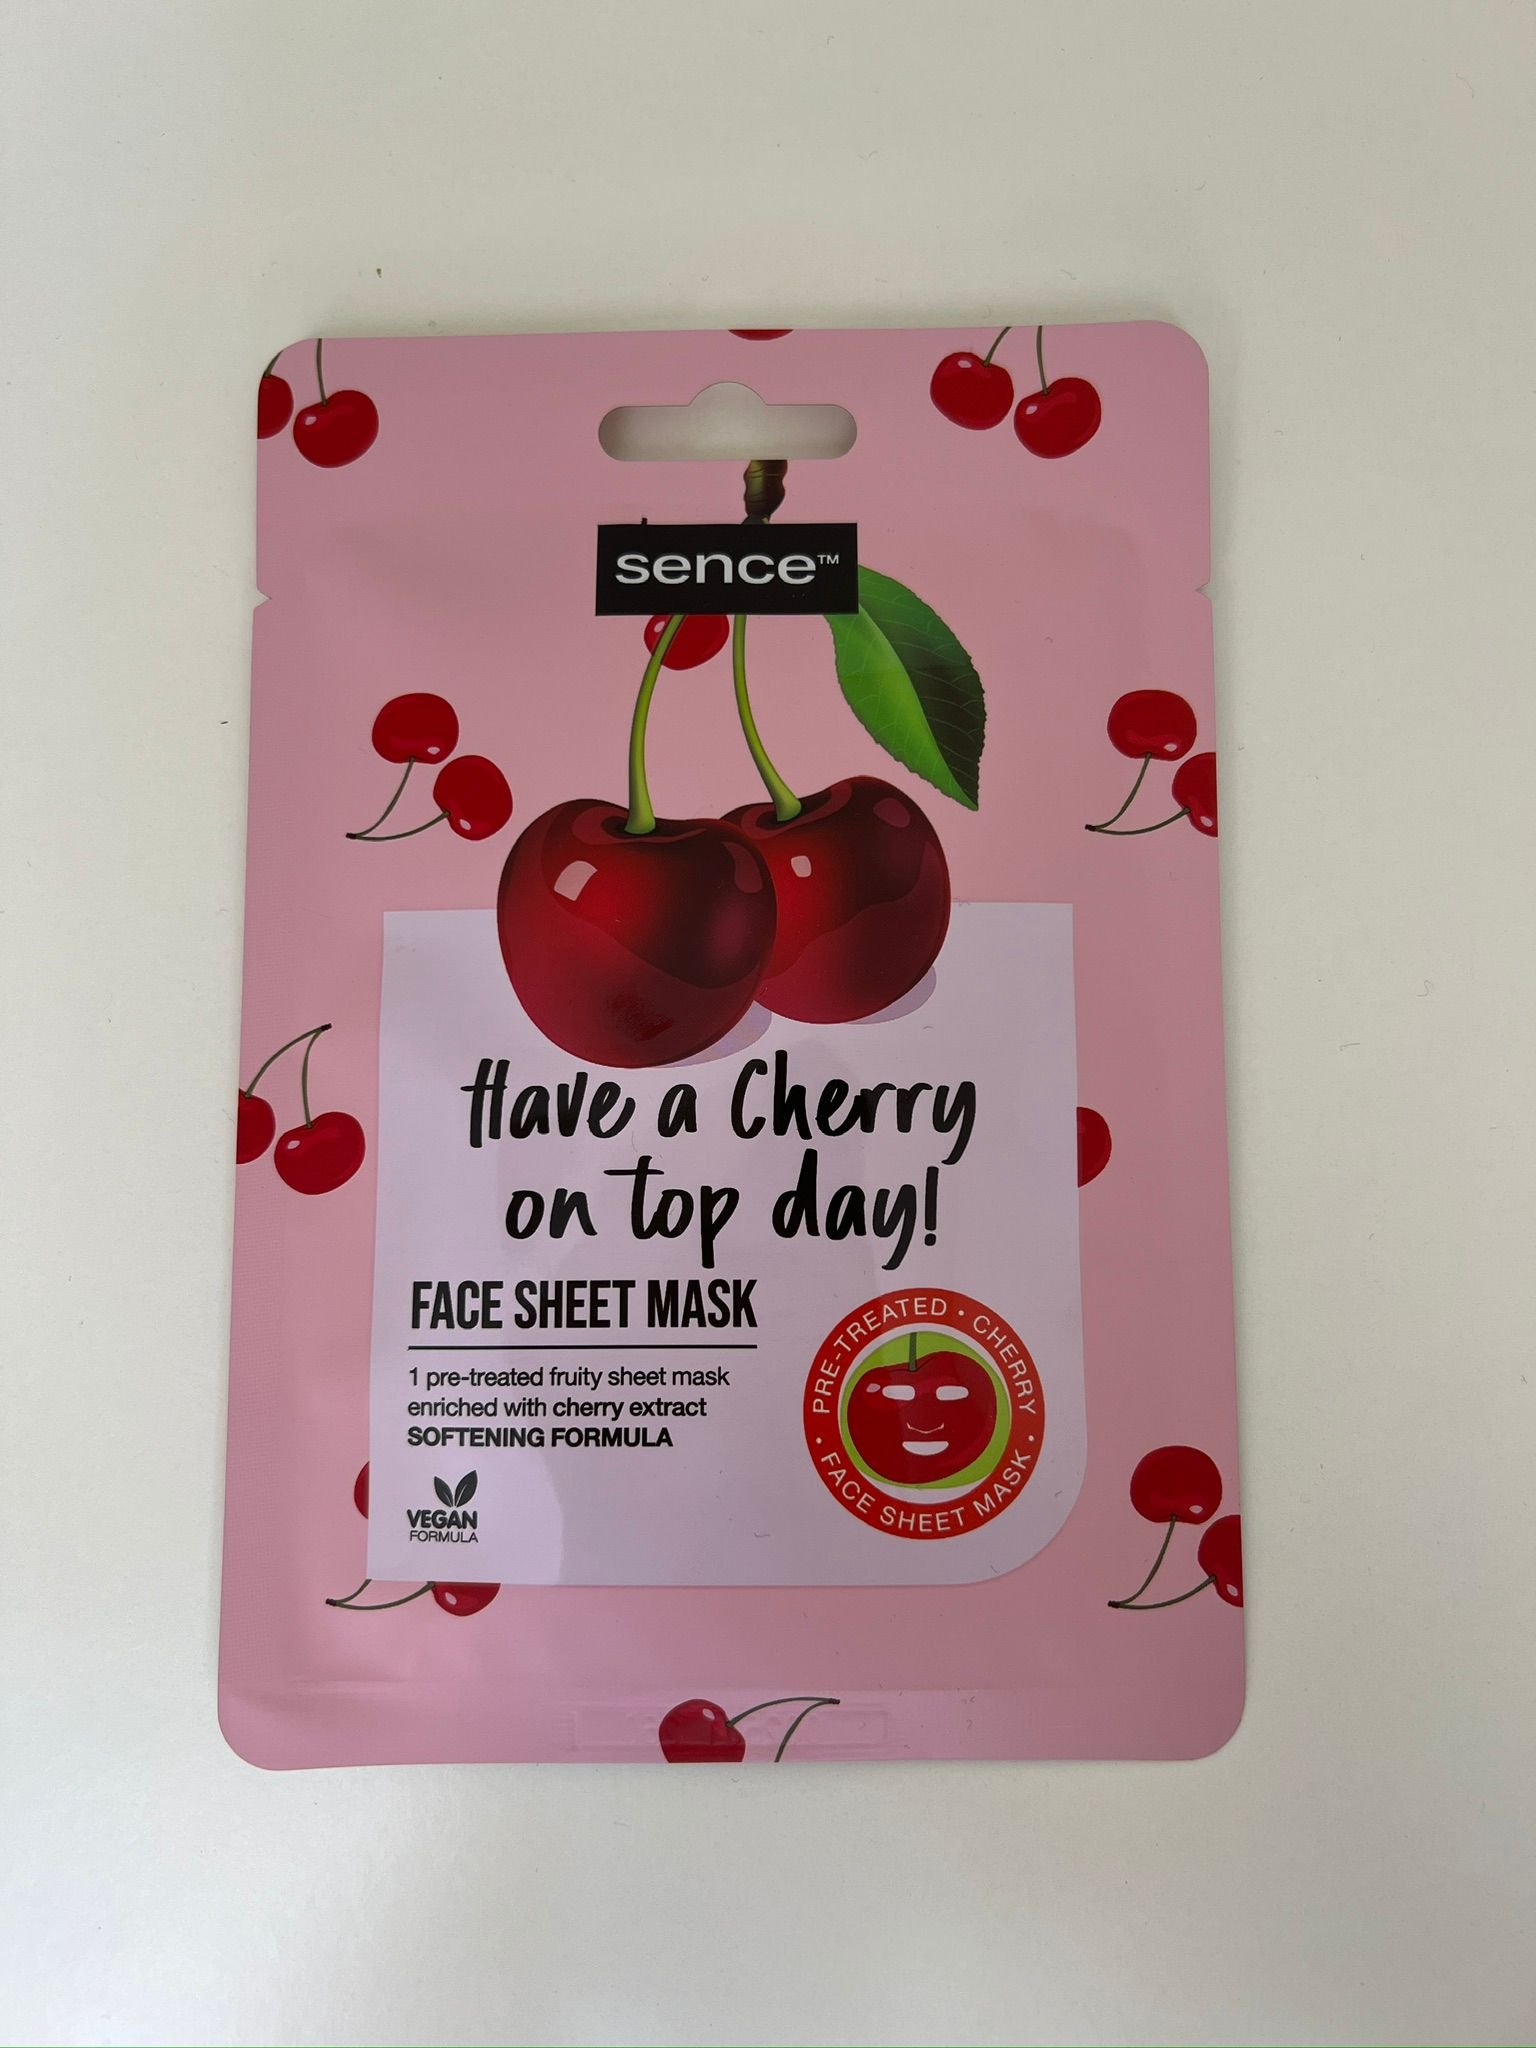 sence™
Have a Cherry
on top day!
FACE SHEET MASK
1 pre-treated fruity sheet mask
enriched with cherry extract
SOFTENING FORMULA
VEGAN
FORMULA
PRE-TREATED • CHERRY
• FACE SHEET MASK •